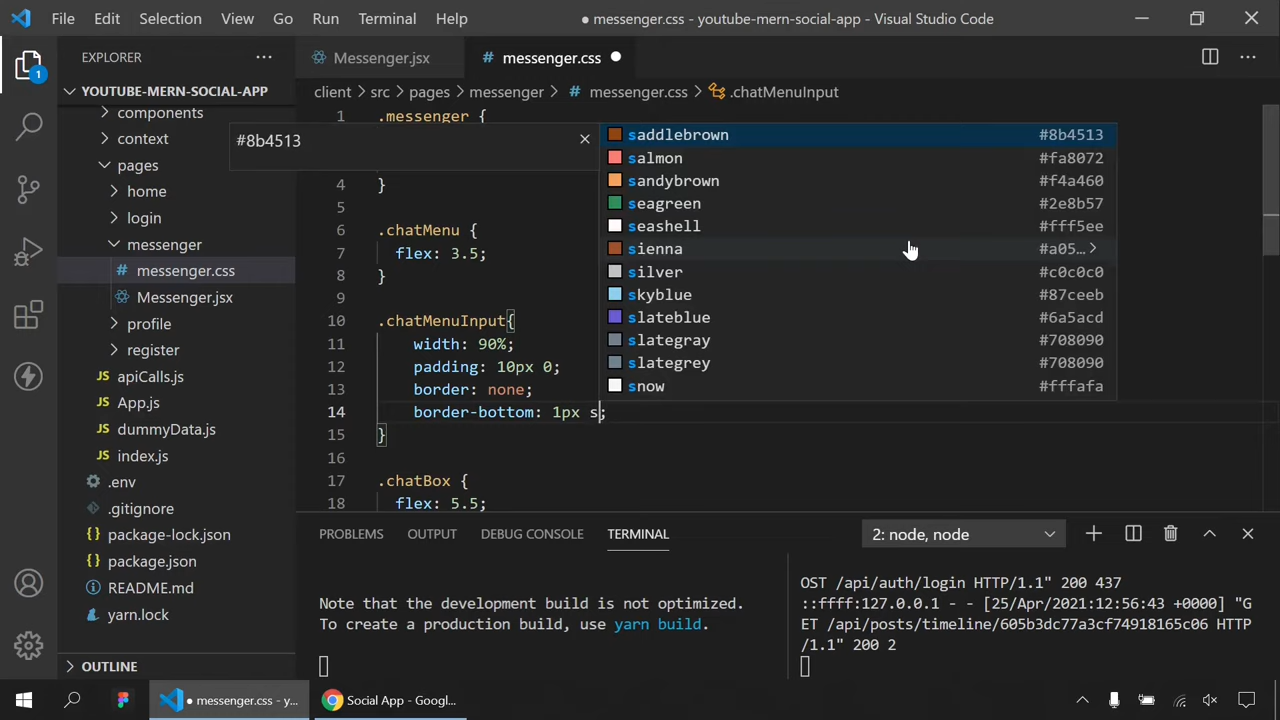 File Edit Selection View Go Run Terminal Help
● messenger.css - youtube-mern-social-app - Visual Studio Code
EXPLORER
Messenger.jsx
# messenger.css
1
YOUTUBE-MERN-SOCIAL-APP
components
context
pages
home
login
messenger
# messenger.css
Messenger.jsx
profile
register
JS apiCalls.js
JS App.js
JS dummyData.js
JS index.js
.env
.gitignore
{} package-lock.json
{} package.json
README.md
yarn.lock
OUTLINE
client > src > pages > messenger > # messenger.css > .chatMenuInput
1 .messenger {
#8b4513
saddlebrown #8b4513
salmon #fa8072
sandybrown #f4a460
seagreen #2e8b57
seashell #fff5ee
sienna #a05...
silver #c0c0c0
skyblue #87ceeb
slateblue #6a5acd
slategray #708090
slategrey #708090
snow #fffafa
4 }
5
6 .chatMenu {
7 flex: 3.5;
8 }
9
10 .chatMenuInput{
11 width: 90%;
12 padding: 10px 0;
13 border: none;
14 border-bottom: 1px s;
15 }
16
17 .chatBox {
18 flex: 5.5;
PROBLEMS OUTPUT DEBUG CONSOLE TERMINAL
2: node, node
Note that the development build is not optimized.
To create a production build, use yarn build.
OST /api/auth/login HTTP/1.1" 200 437
::ffff:127.0.0.1 - - [25/Apr/2021:12:56:43 +0000] "G
ET /api/posts/timeline/605b3dc77a3cf74918165c06 HTTP
/1.1" 200 2
● messenger.css - y...
Social App - Googl...